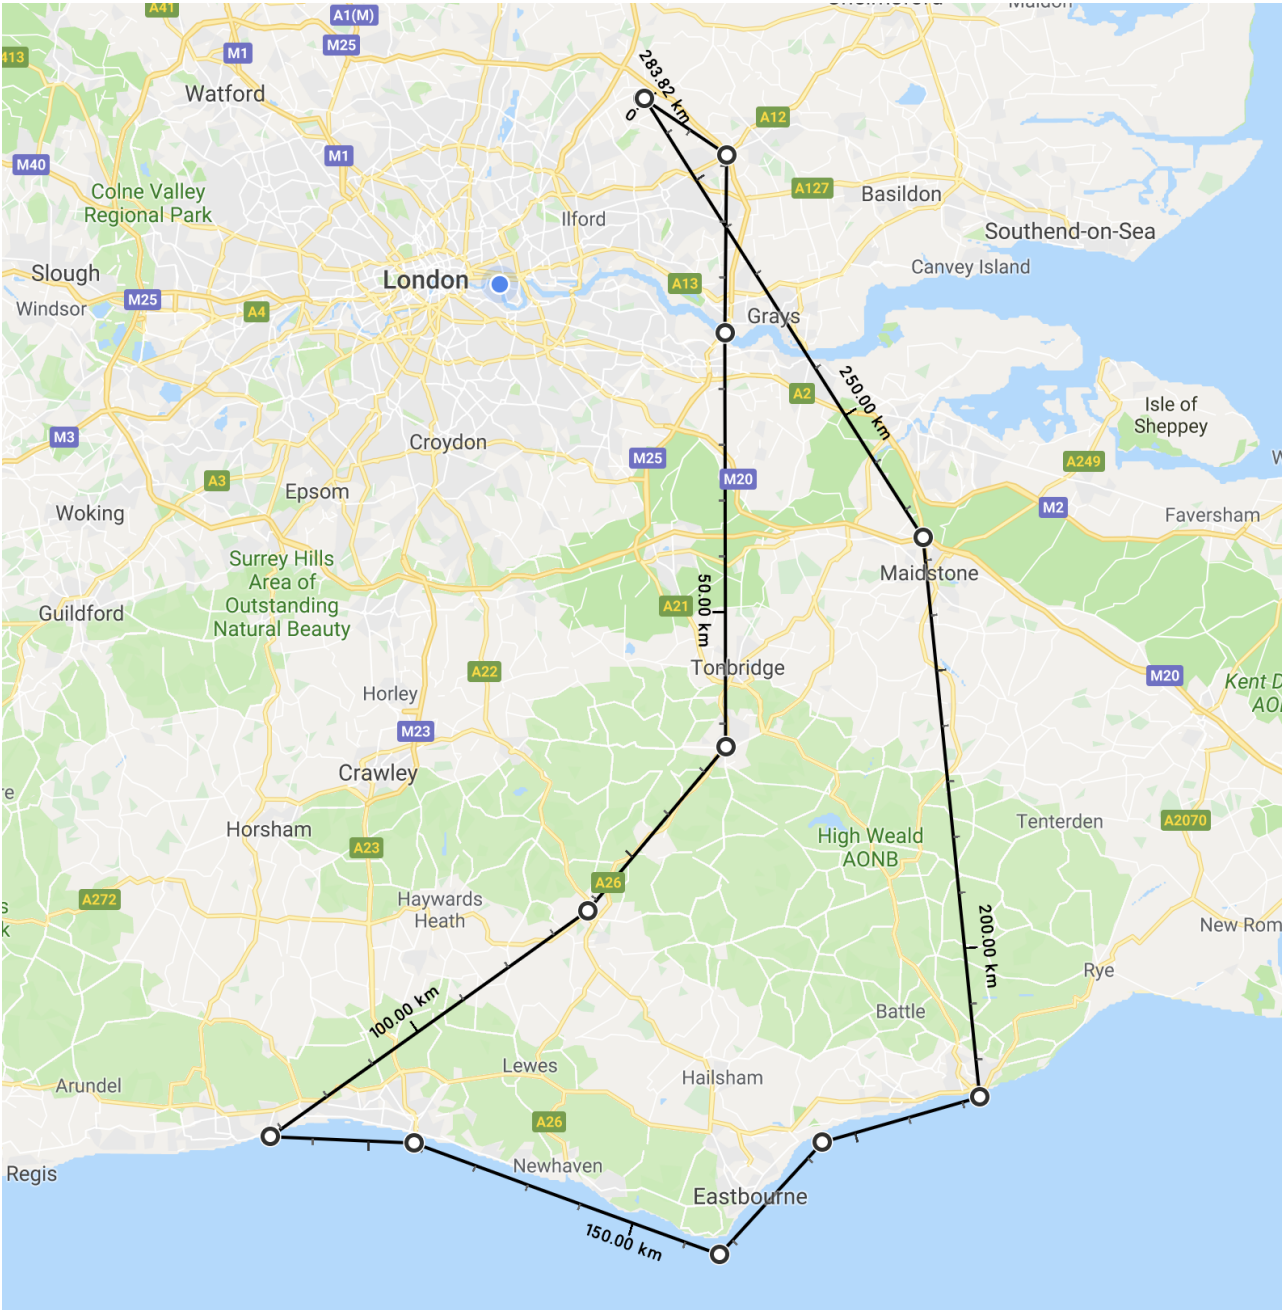 A41
A1(M)
Chelmsford
Maldon
M25
M1
413
Watford
283.82 km
0
A12
M1
M40
Colne Valley
Regional Park
A127
Basildon
Ilford
Southend-on-Sea
Slough
London
A13
Canvey Island
M25
Windsor
A4
Grays
A2
250.00 km
Isle of
Sheppey
M3
Croydon
M25
A249
A3
Epsom
M20
M2
Woking
Faversham
Surrey Hills
Area of
Outstanding
Natural Beauty
Maidstone
Guildford
50.00 km
A21
Tonbridge
A22
M20
Kent D
AO
Horley
M23
Crawley
re
Horsham
High Weald
AONB
Tenterden
A2070
A23
A26
A272
Haywards
Heath
s
k
200.00 km
New Rom
Rye
100.00 km
Battle
Lewes
Hailsham
Arundel
A26
Newhaven
Regis
Eastbourne
150.00 km